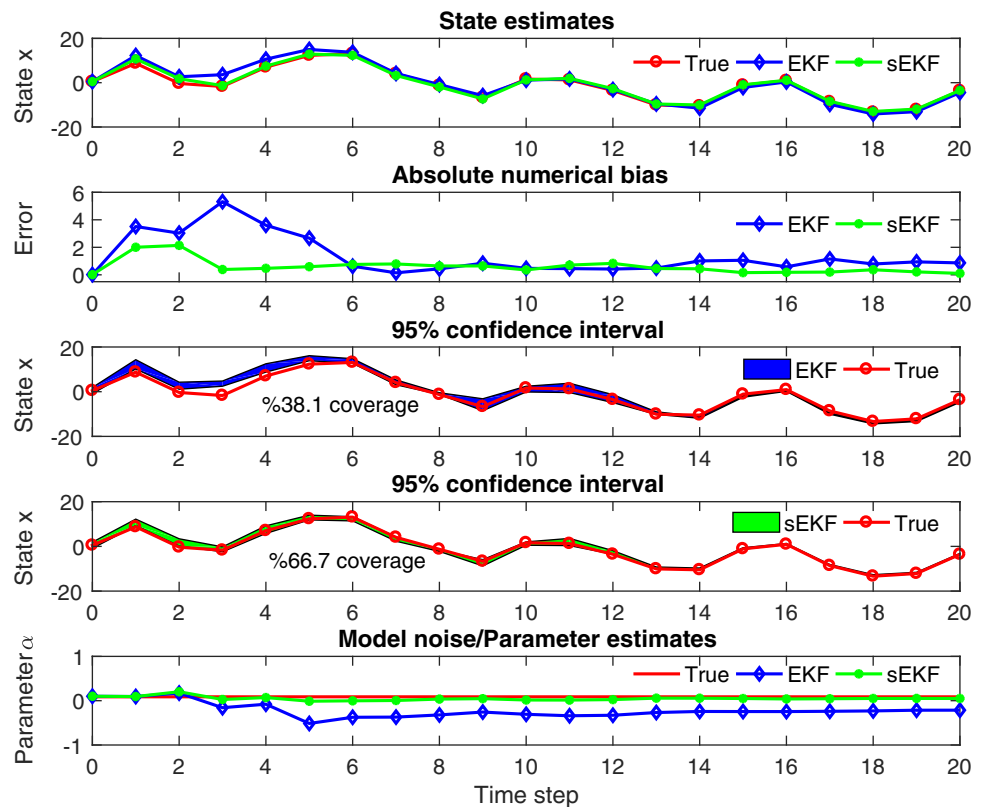 State estimates
State x
20
0
-20
True EKF sEKF
0 2 4 6 8 10 12 14 16 18 20
Absolute numerical bias
Error
6
4
2
0
EKF sEKF
0 2 4 6 8 10 12 14 16 18 20
95% confidence interval
State x
20
0
-20
EKF True
%38.1 coverage
0 2 4 6 8 10 12 14 16 18 20
95% confidence interval
State x
20
0
-20
sEKF True
%66.7 coverage
0 2 4 6 8 10 12 14 16 18 20
Model noise/Parameter estimates
Parameter α
1
0
-1
True EKF sEKF
0 2 4 6 8 10 12 14 16 18 20
Time step